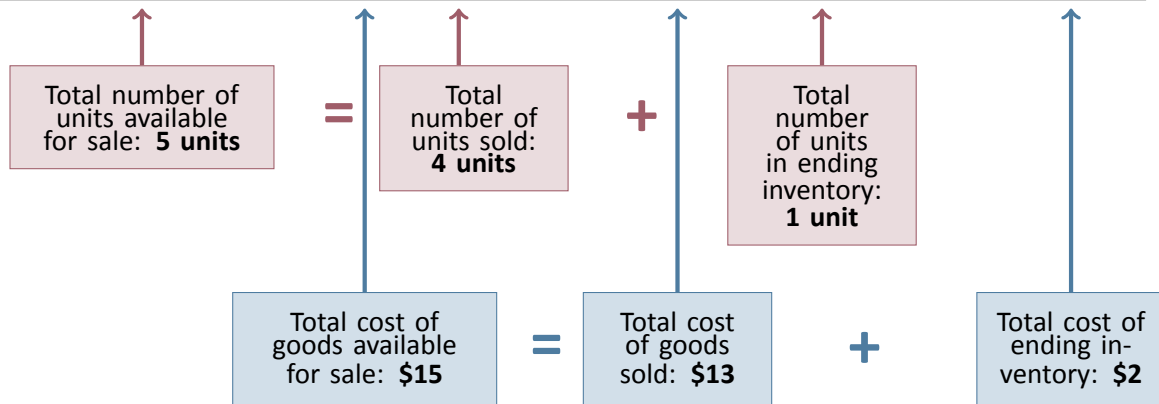 Total number of
units available
for sale: 5 units
=
Total
number of
units sold:
4 units
+
Total
number
of units
in ending
inventory:
1 unit
Total cost of
goods available
for sale: $15
=
Total cost
of goods
sold: $13
+
Total cost of
ending in-
ventory: $2